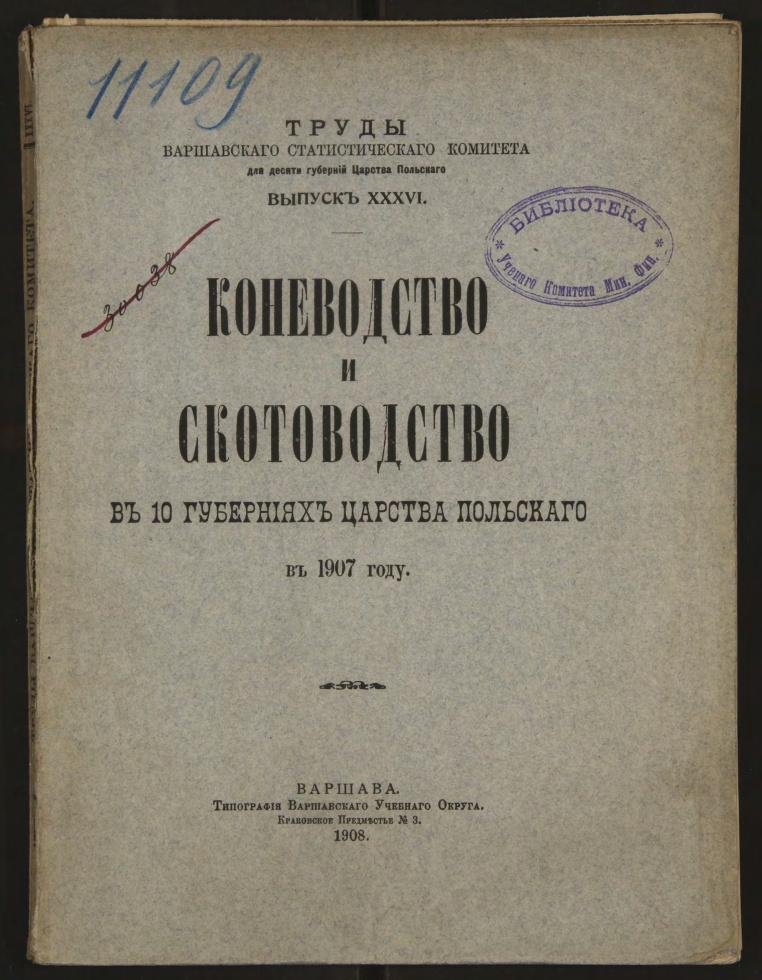 11109
ТРУДЫ
ВАРШАВСКАГО СТАТИСТИЧЕСКАГО КОМИТЕТА
для десяти губерній Царства Польскаго
ВЫПУСКЪ XXXVI.
БИБЛІОТЕКА
* Ученаго Комитета Мин. Фин. *
30038
КОНЕВОДСТВО
И
СКОТОВОДСТВО
ВЪ 10 ГУБЕРНІЯХЪ ЦАРСТВА ПОЛЬСКАГО
въ 1907 году.
ВАРШАВА.
Типографія Варшавскаго Учебнаго Округа.
Краковское Предмѣстье № 3.
1908.